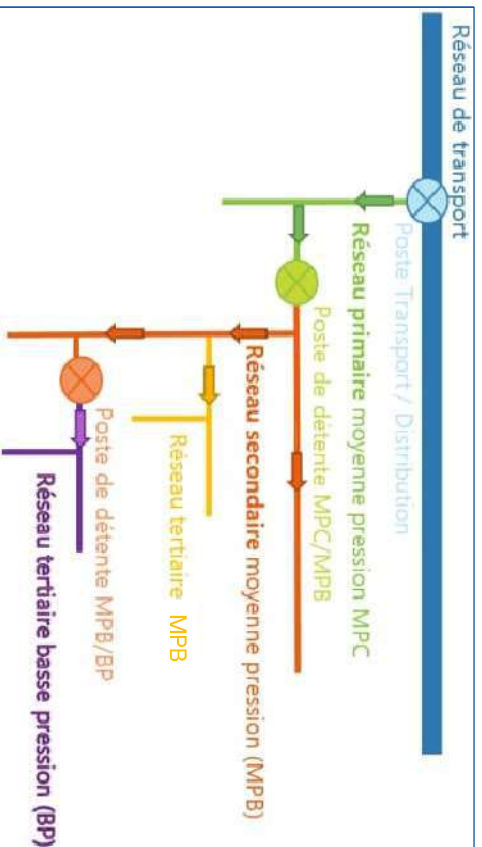 Réseau de transport
Poste Transport / Distribution
Réseau primaire moyenne pression MPC
Poste de détente MPC/MPB
Réseau secondaire moyenne pression (MPB)
Réseau tertiaire MPB
Poste de détente MPB/BP
Réseau tertiaire basse pression (BP)